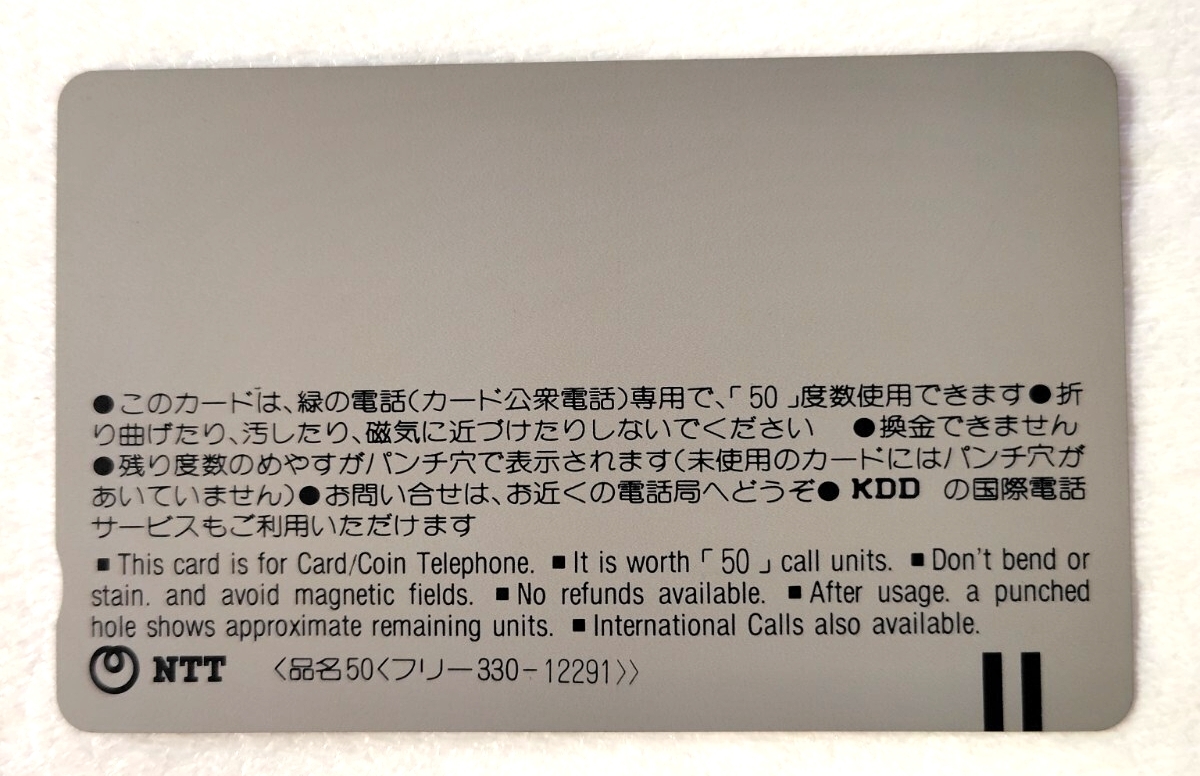 ●このカードは、緑の電話(カード公衆電話)専用で、「50」度数使用できます●折
り曲げたり、汚したり、磁気に近づけたりしないでください ●換金できません
●残り度数のめやすがパンチ穴で表示されます(未使用のカードにはパンチ穴が
あいていません)●お問い合せは、お近くの電話局へどうぞ● KDD の国際電話
サービスもご利用いただけます
■This card is for Card/Coin Telephone. ■It is worth「50」call units. ■Don't bend or
stain. and avoid magnetic fields. ■No refunds available. ■After usage. a punched
hole shows approximate remaining units. ■International Calls also available.
NTT 〈品名50〈フリー330-12291〉〉